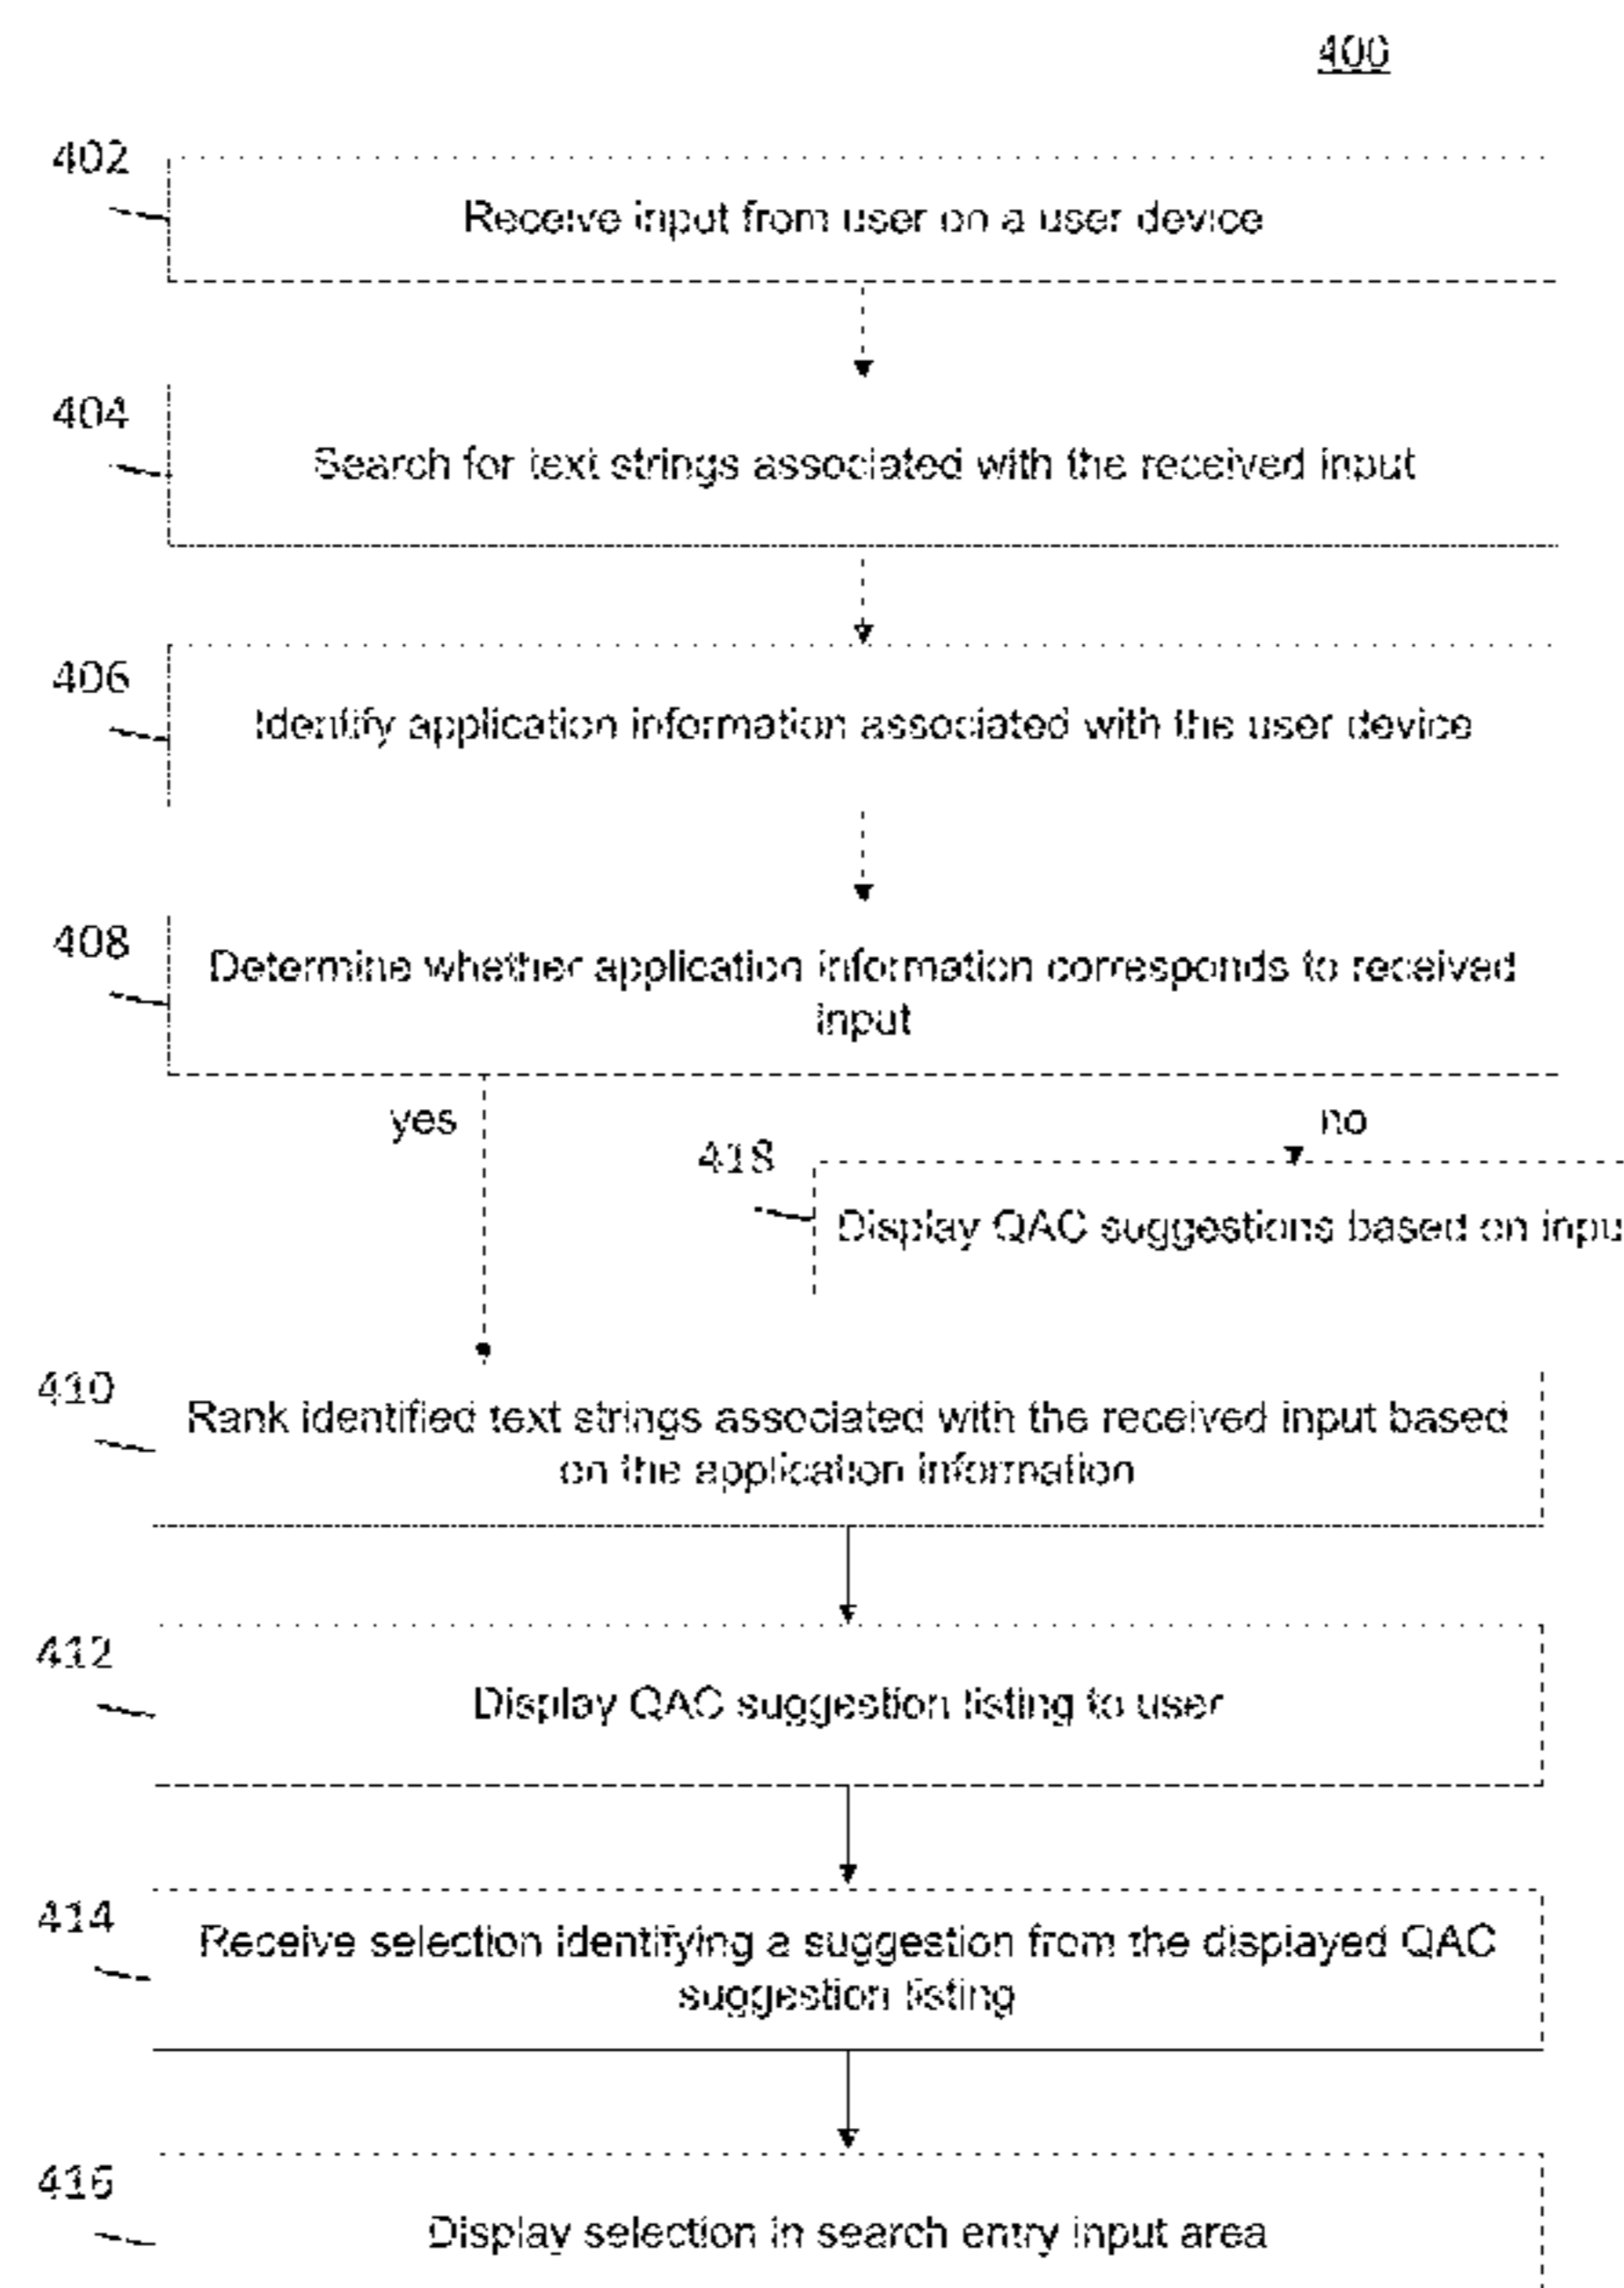 400
402
Receive input from user on a user device
404
Search for text strings associated with the received input
406
Identify application information associated with the user device
408
Determine whether application information corresponds to received
input
yes
no
418
Display QAC suggestions based on inpu
410
Rank identified text strings associated with the received input based
on the application information
412
Display QAC suggestion listing to user
414
Receive selection identifying a suggestion from the displayed QAC
suggestion listing
416
Display selection in search entry input area